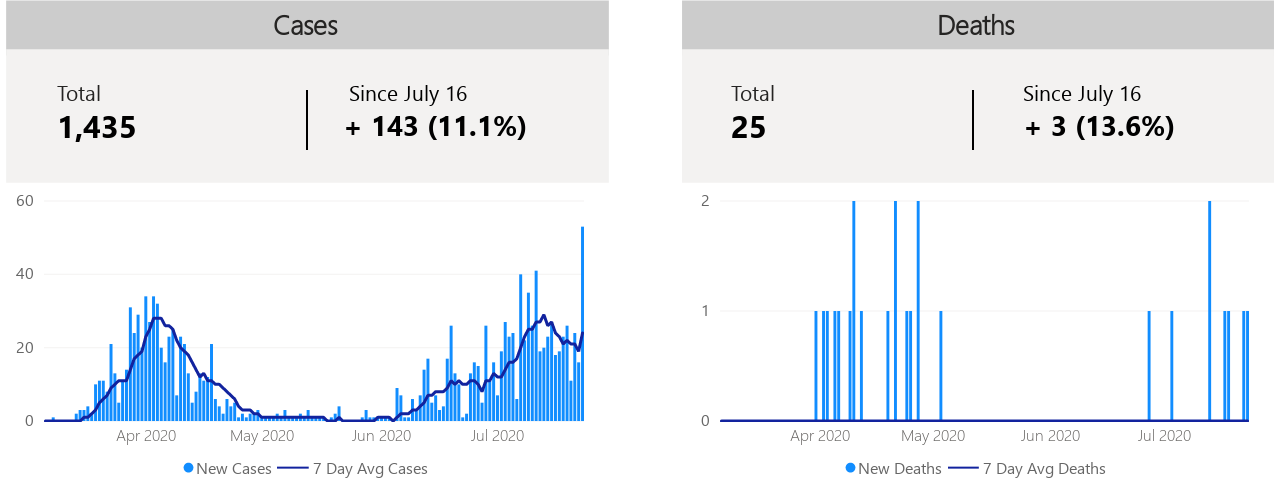 Cases
Total
1,435
Since July 16
+ 143 (11.1%)
60
40
20
0
Apr 2020 May 2020 Jun 2020 Jul 2020
New Cases 7 Day Avg Cases
Deaths
Total
25
Since July 16
+ 3 (13.6%)
2
1
0
Apr 2020 May 2020 Jun 2020 Jul 2020
New Deaths 7 Day Avg Deaths